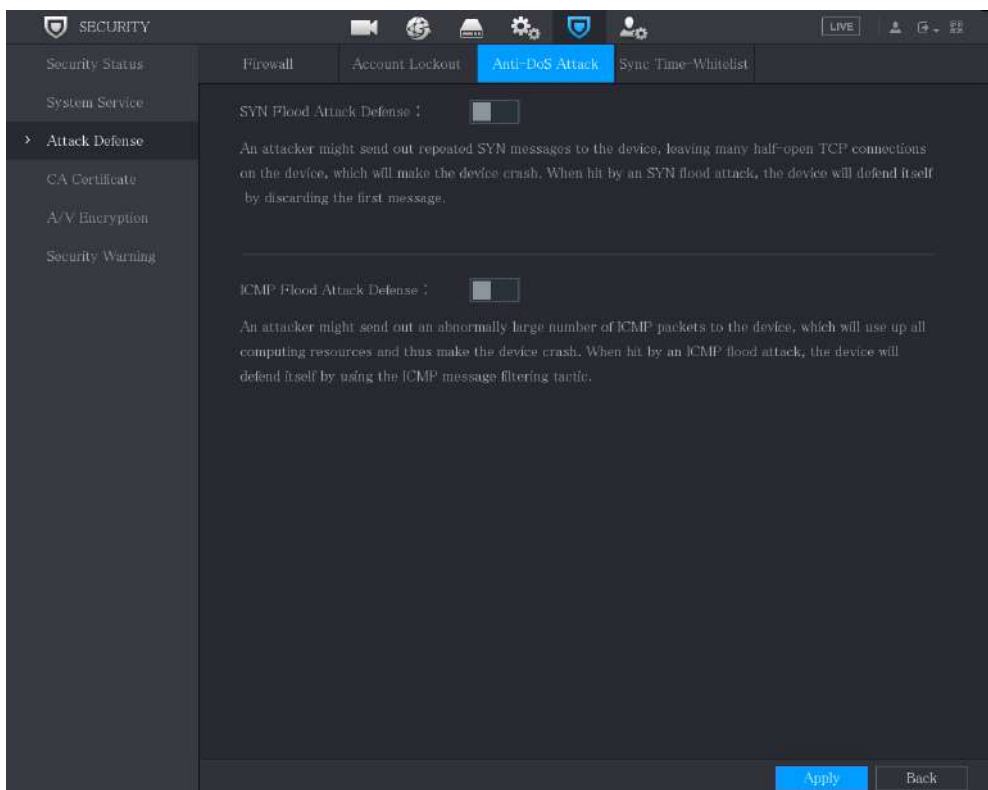 SECURITY
LIVE
Security Status
System Service
Attack Defense
CA Certificate
A/V Encryption
Security Warning
Firewall Account Lockout Anti-DoS Attack Sync Time-Whitelist
SYN Flood Attack Defense :
An attacker might send out repeated SYN messages to the device, leaving many half-open TCP connections
on the device, which will make the device crash. When hit by an SYN flood attack, the device will defend itself
by discarding the first message.
ICMP Flood Attack Defense :
An attacker might send out an abnormally large number of ICMP packets to the device, which will use up all
computing resources and thus make the device crash. When hit by an ICMP flood attack, the device will
defend itself by using the ICMP message filtering tactic.
Apply Back